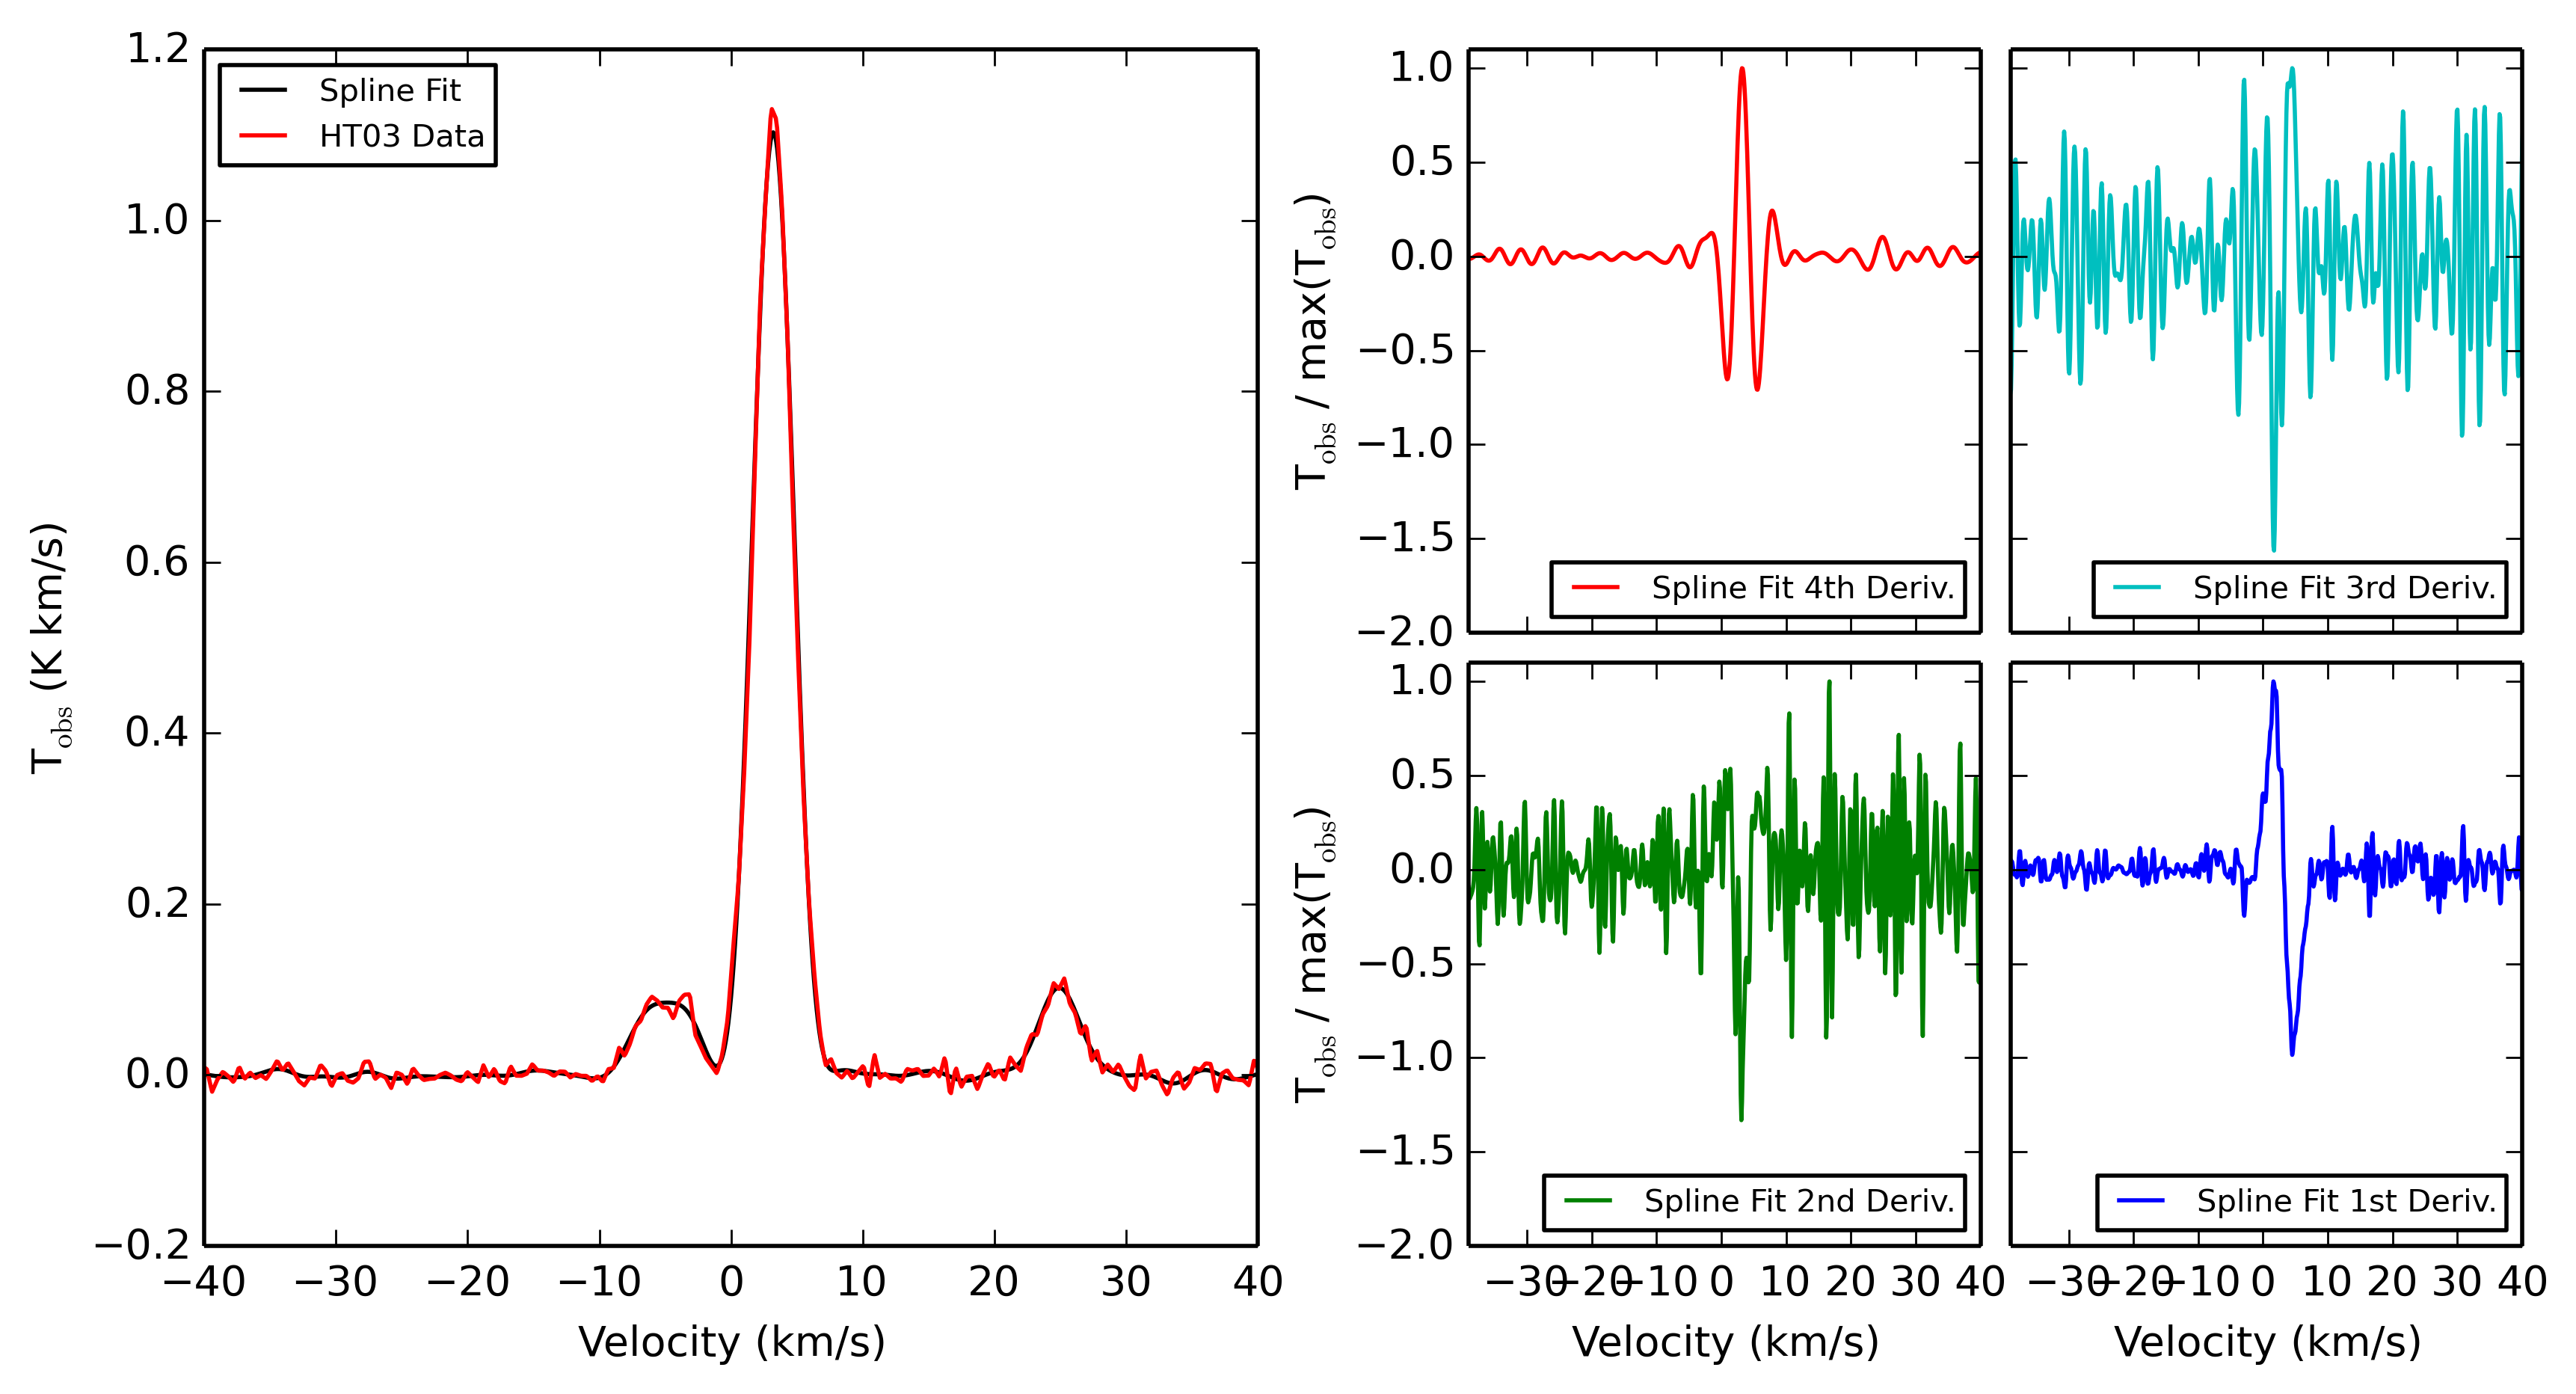 1.2
1.0
0.8
0.6
0.4
0.2
0.0
−0.2
T_obs (K km/s)
Spline Fit
HT03 Data
−40 −30 −20 −10 0 10 20 30 40
Velocity (km/s)
1.0
0.5
0.0
−0.5
−1.0
−1.5
−2.0
T_obs / max(T_obs)
Spline Fit 4th Deriv.
Spline Fit 3rd Deriv.
1.0
0.5
0.0
−0.5
−1.0
−1.5
−2.0
T_obs / max(T_obs)
Spline Fit 2nd Deriv.
−30 −20 −10 0 10 20 30 40
Velocity (km/s)
Spline Fit 1st Deriv.
−30 −20 −10 0 10 20 30 40
Velocity (km/s)